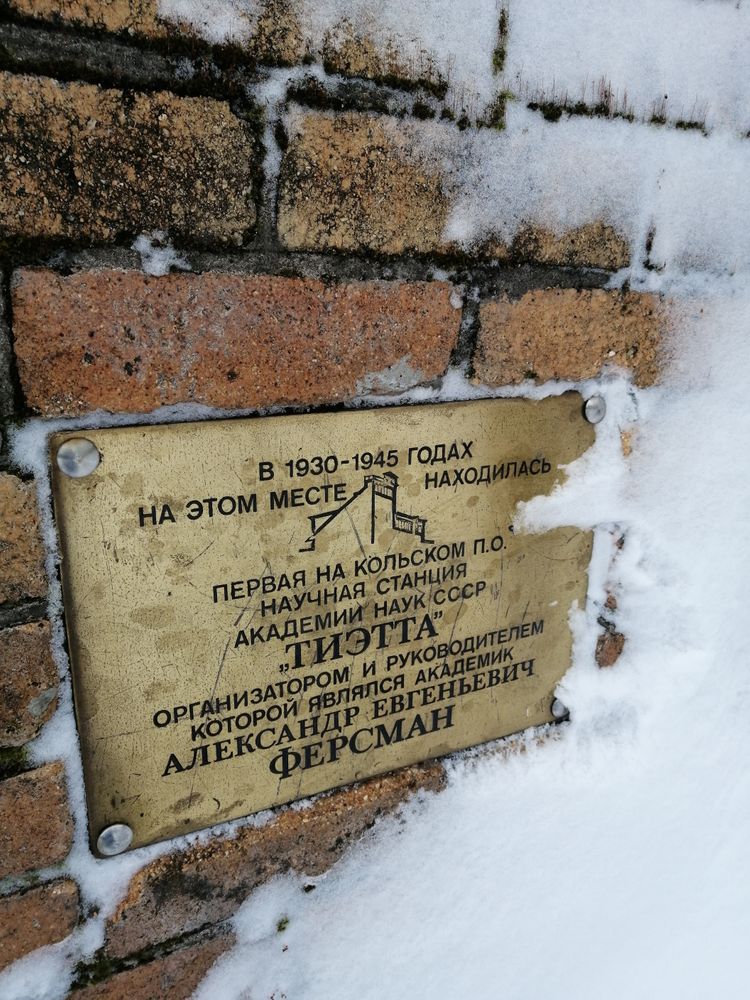 В 1930-1945 ГОДАХ
НА ЭТОМ МЕСТЕ НАХОДИЛАСЬ
ПЕРВАЯ НА КОЛЬСКОМ П.О.
НАУЧНАЯ СТАНЦИЯ
АКАДЕМИИ НАУК СССР
„ТИЭТТА"
ОРГАНИЗАТОРОМ И РУКОВОДИТЕЛЕМ
КОТОРОЙ ЯВЛЯЛСЯ АКАДЕМИК
АЛЕКСАНДР ЕВГЕНЬЕВИЧ
ФЕРСМАН